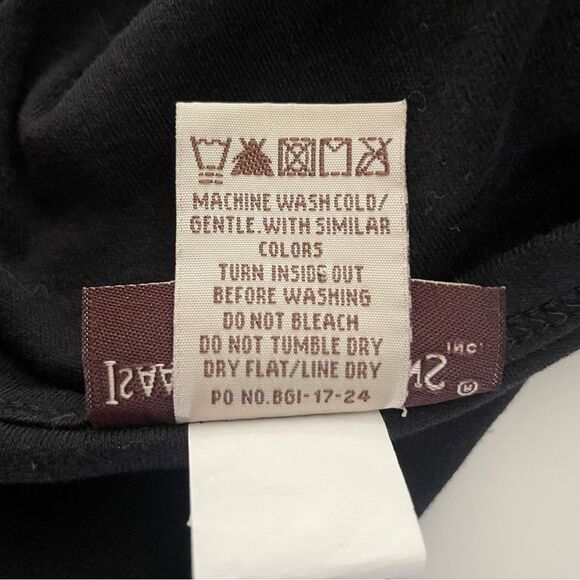 MACHINE WASH COLD/
GENTLE.WITH SIMILAR
COLORS
TURN INSIDE OUT
BEFORE WASHING
DO NOT BLEACH
DO NOT TUMBLE DRY
DRY FLAT/LINE DRY
PO NO.BGI-17-24
INC.
®